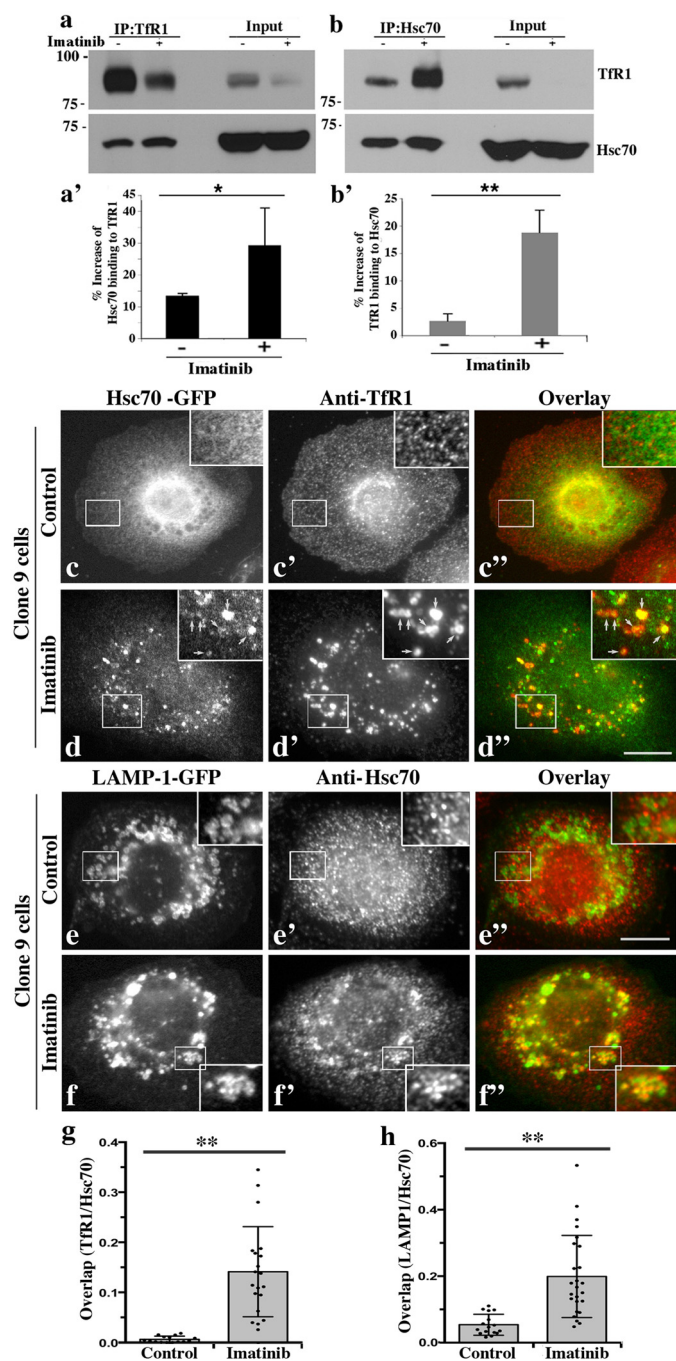 a IP:TfR1 Input
Imatinib - + - +
100 -
75 -
75 -
b IP:Hsc70 Input
- + - +
TfR1
75-
75-
Hsc70
a’ *
% Increase of
Hsc70 binding to TfR1
45
40
30
20
10
0
- +
Imatinib
b’ **
% Increase of
TfR1 binding to Hsc70
25
20
15
10
5
0
- +
Imatinib
Hsc70 -GFP Anti-TfR1 Overlay
Clone 9 cells
Control
c c’ c”
Imatinib
d d’ d”
LAMP-1-GFP Anti-Hsc70 Overlay
Clone 9 cells
Control
e e’ e”
Imatinib
f f’ f”
g **
Overlap (TfR1/Hsc70)
0.4
0.3
0.2
0.1
0.0
Control Imatinib
h **
Overlap (LAMP1/Hsc70)
0.6
0.4
0.2
0.0
Control Imatinib